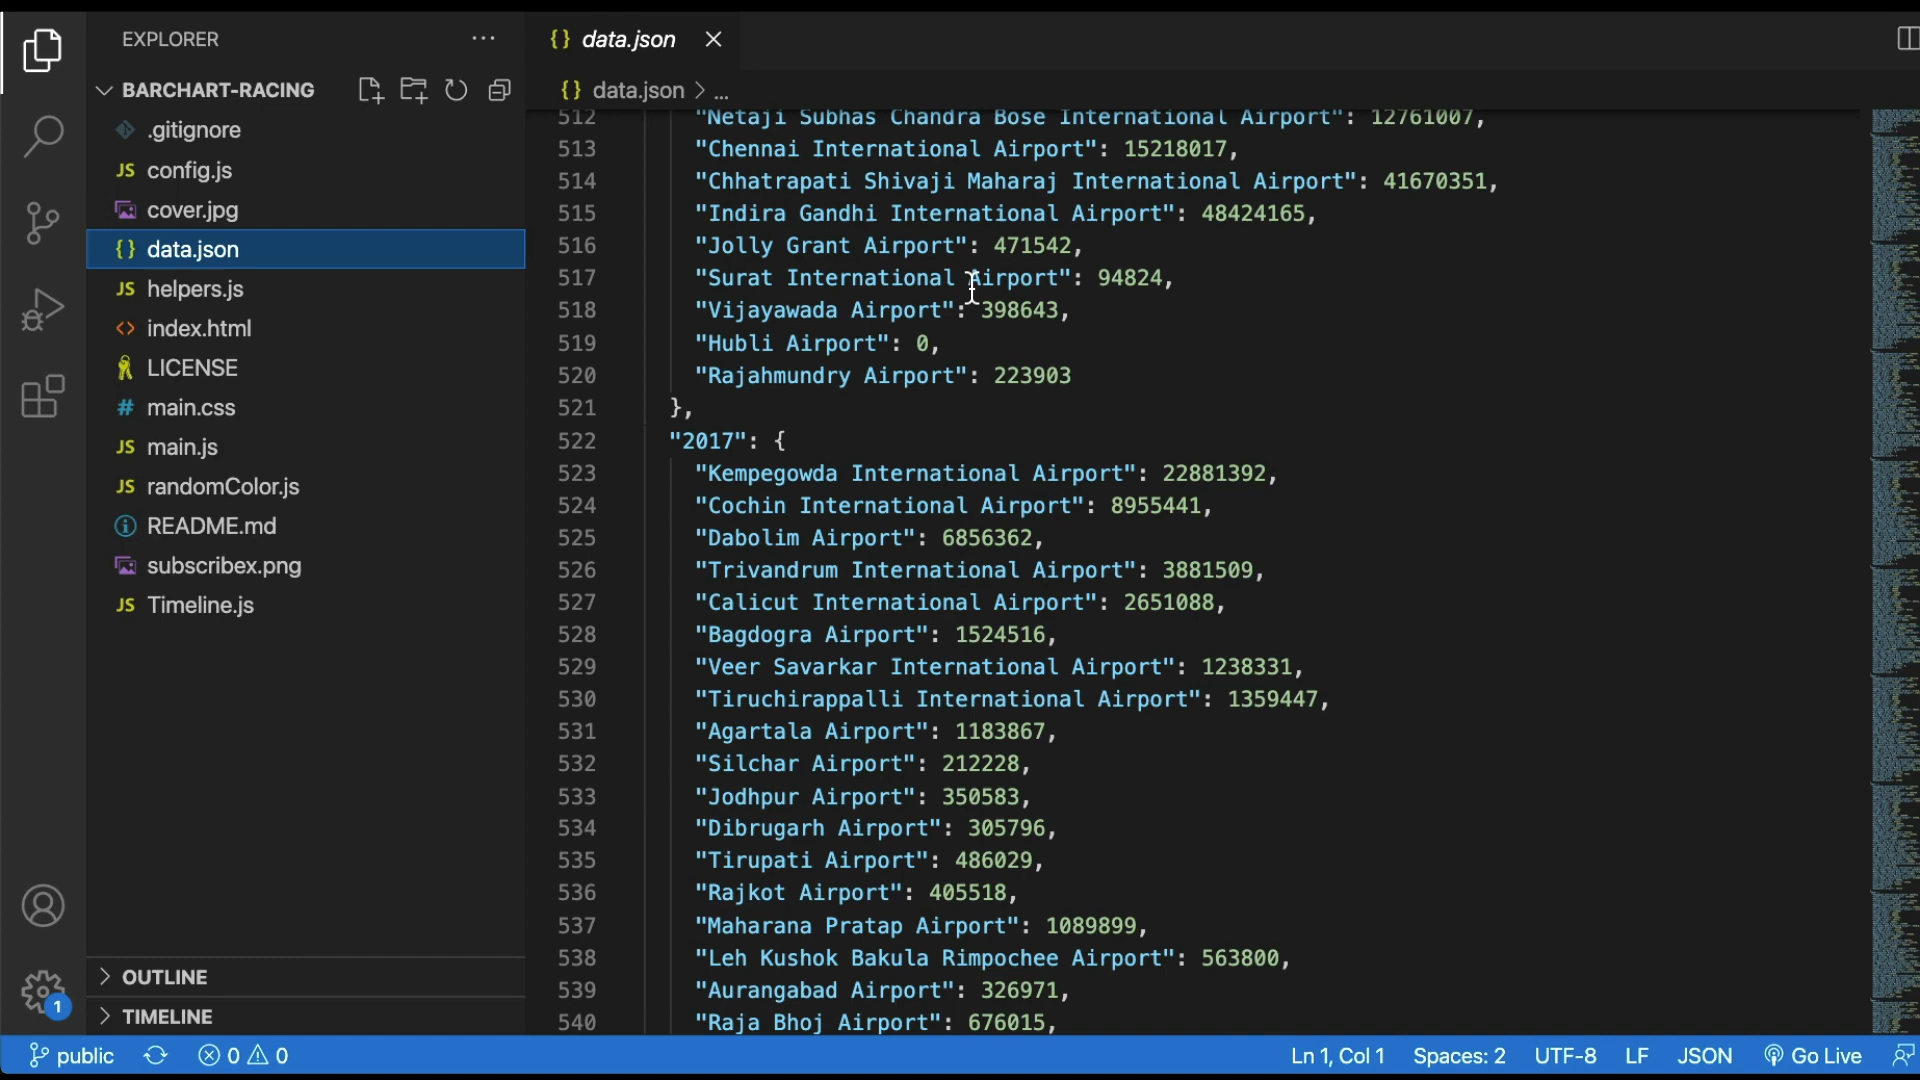 EXPLORER
BARCHART-RACING
.gitignore
JS config.js
cover.jpg
{} data.json
JS helpers.js
<> index.html
LICENSE
# main.css
JS main.js
JS randomColor.js
README.md
subscribex.png
JS Timeline.js
OUTLINE
TIMELINE
1
{} data.json
{} data.json > ...
512 "Netaji Subhas Chandra Bose International Airport": 12761007,
513 "Chennai International Airport": 15218017,
514 "Chhatrapati Shivaji Maharaj International Airport": 41670351,
515 "Indira Gandhi International Airport": 48424165,
516 "Jolly Grant Airport": 471542,
517 "Surat International Airport": 94824,
518 "Vijayawada Airport": 398643,
519 "Hubli Airport": 0,
520 "Rajahmundry Airport": 223903
521 },
522 "2017": {
523 "Kempegowda International Airport": 22881392,
524 "Cochin International Airport": 8955441,
525 "Dabolim Airport": 6856362,
526 "Trivandrum International Airport": 3881509,
527 "Calicut International Airport": 2651088,
528 "Bagdogra Airport": 1524516,
529 "Veer Savarkar International Airport": 1238331,
530 "Tiruchirappalli International Airport": 1359447,
531 "Agartala Airport": 1183867,
532 "Silchar Airport": 212228,
533 "Jodhpur Airport": 350583,
534 "Dibrugarh Airport": 305796,
535 "Tirupati Airport": 486029,
536 "Rajkot Airport": 405518,
537 "Maharana Pratap Airport": 1089899,
538 "Leh Kushok Bakula Rimpochee Airport": 563800,
539 "Aurangabad Airport": 326971,
540 "Raja Bhoj Airport": 676015,
public 0 0 Ln 1, Col 1 Spaces: 2 UTF-8 LF JSON Go Live